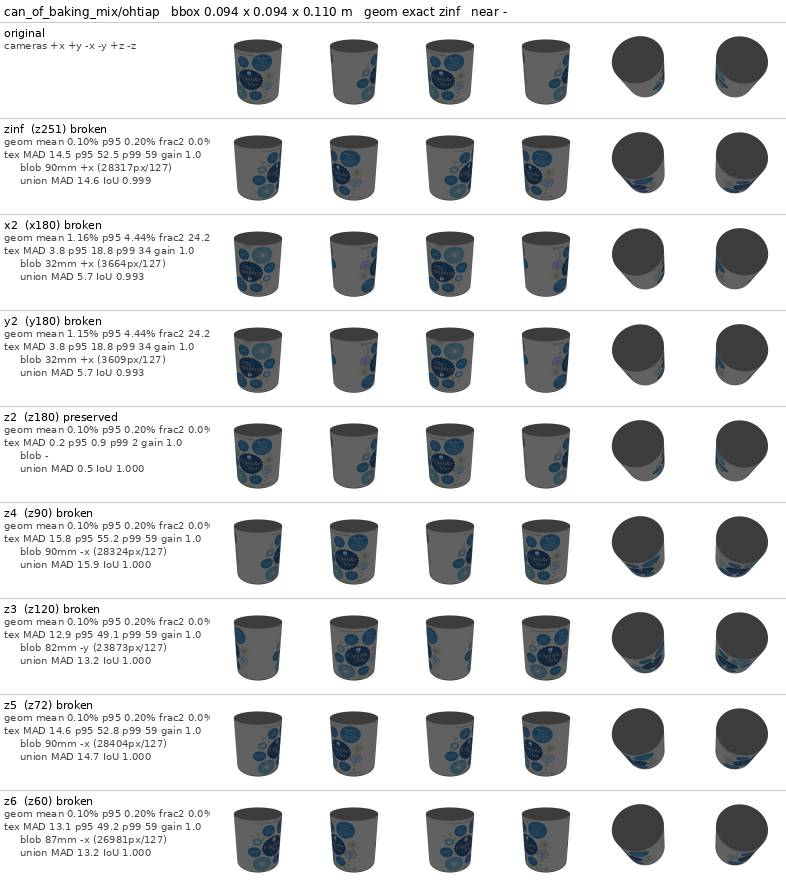 can_of_baking_mix/ohtiap bbox 0.094 x 0.094 x 0.110 m geom exact zinf near -
original
cameras +x +y -x -y +z -z
zinf (z251) broken
geom mean 0.10% p95 0.20% frac2 0.0%
tex MAD 14.5 p95 52.5 p99 59 gain 1.0
blob 90mm +x (28317px/127)
union MAD 14.6 IoU 0.999
x2 (x180) broken
geom mean 1.16% p95 4.44% frac2 24.2
tex MAD 3.8 p95 18.8 p99 34 gain 1.0
blob 32mm +x (3664px/127)
union MAD 5.7 IoU 0.993
y2 (y180) broken
geom mean 1.15% p95 4.44% frac2 24.2
tex MAD 3.8 p95 18.8 p99 34 gain 1.0
blob 32mm +x (3609px/127)
union MAD 5.7 IoU 0.993
z2 (z180) preserved
geom mean 0.10% p95 0.20% frac2 0.0%
tex MAD 0.2 p95 0.9 p99 2 gain 1.0
blob -
union MAD 0.5 IoU 1.000
z4 (z90) broken
geom mean 0.10% p95 0.20% frac2 0.0%
tex MAD 15.8 p95 55.2 p99 59 gain 1.0
blob 90mm -x (28324px/127)
union MAD 15.9 IoU 1.000
z3 (z120) broken
geom mean 0.10% p95 0.20% frac2 0.0%
tex MAD 12.9 p95 49.1 p99 59 gain 1.0
blob 82mm -y (23873px/127)
union MAD 13.2 IoU 1.000
z5 (z72) broken
geom mean 0.10% p95 0.20% frac2 0.0%
tex MAD 14.6 p95 52.8 p99 59 gain 1.0
blob 90mm -x (28404px/127)
union MAD 14.7 IoU 1.000
z6 (z60) broken
geom mean 0.10% p95 0.20% frac2 0.0%
tex MAD 13.1 p95 49.2 p99 59 gain 1.0
blob 87mm -x (26981px/127)
union MAD 13.2 IoU 1.000